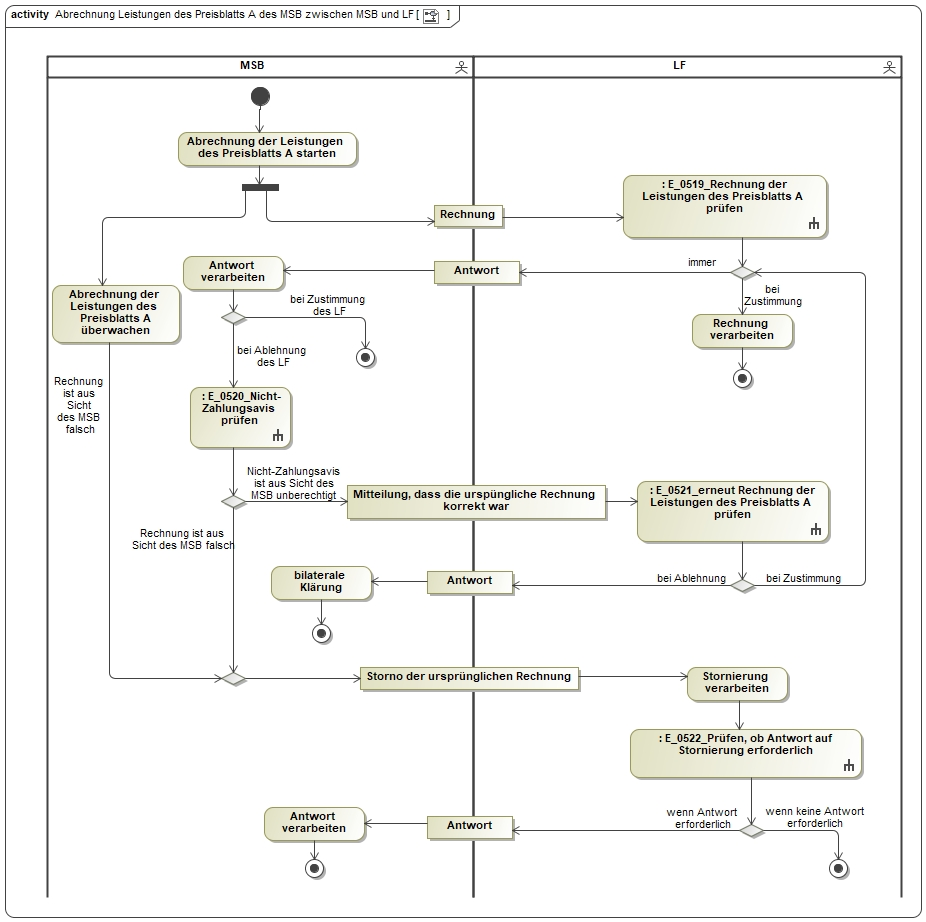 activity Abrechnung Leistungen des Preisblatts A des MSB zwischen MSB und LF [ ]
MSB
LF
Abrechnung der Leistungen
des Preisblatts A starten
: E_0519_Rechnung der
Leistungen des Preisblatts A
prüfen
Rechnung
immer
Antwort
verarbeiten
Antwort
bei
Zustimmung
Abrechnung der
Leistungen des
Preisblatts A
überwachen
bei Zustimmung
des LF
Rechnung
verarbeiten
bei Ablehnung
des LF
Rechnung
ist aus
Sicht
des MSB
falsch
: E_0520_Nicht-
Zahlungsavis
prüfen
Nicht-Zahlungsavis
ist aus Sicht des
MSB unberechtigt
Mitteilung, dass die urspüngliche Rechnung
korrekt war
: E_0521_erneut Rechnung der
Leistungen des Preisblatts A
prüfen
Rechnung ist aus
Sicht des MSB falsch
bilaterale
Klärung
Antwort
bei Ablehnung
bei Zustimmung
Storno der ursprünglichen Rechnung
Stornierung
verarbeiten
: E_0522_Prüfen, ob Antwort auf
Stornierung erforderlich
wenn Antwort
erforderlich
wenn keine Antwort
erforderlich
Antwort
verarbeiten
Antwort